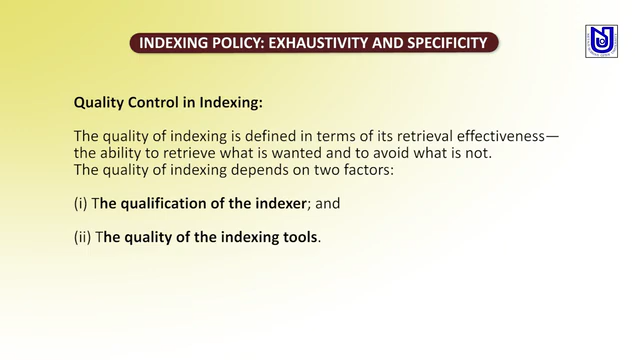 INDEXING POLICY: EXHAUSTIVITY AND SPECIFICITY
Quality Control in Indexing:
The quality of indexing is defined in terms of its retrieval effectiveness—
the ability to retrieve what is wanted and to avoid what is not.
The quality of indexing depends on two factors:
(i) The qualification of the indexer; and
(ii) The quality of the indexing tools.